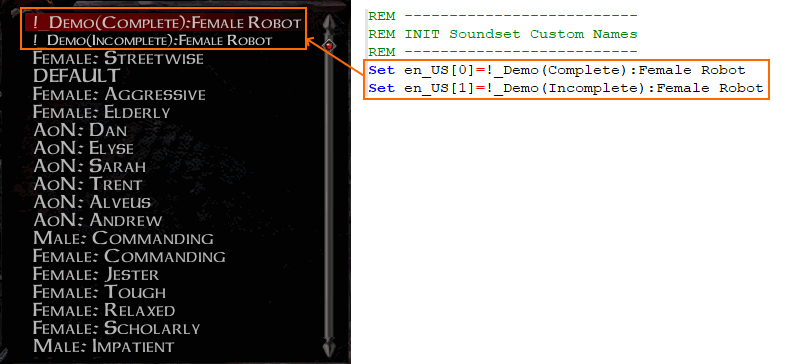 ! Demo(Complete):Female Robot
! Demo(Incomplete):Female Robot
Female: Streetwise
DEFAULT
Female: Aggressive
Female: Elderly
AoN: Dan
AoN: Elyse
AoN: Sarah
AoN: Trent
AoN: Alveus
AoN: Andrew
Male: Commanding
Female: Commanding
Female: Jester
Female: Tough
Female: Relaxed
Female: Scholarly
Male: Impatient
REM --------------------------
REM INIT Soundset Custom Names
REM --------------------------
Set en_US[0]=!_Demo(Complete):Female Robot
Set en_US[1]=!_Demo(Incomplete):Female Robot